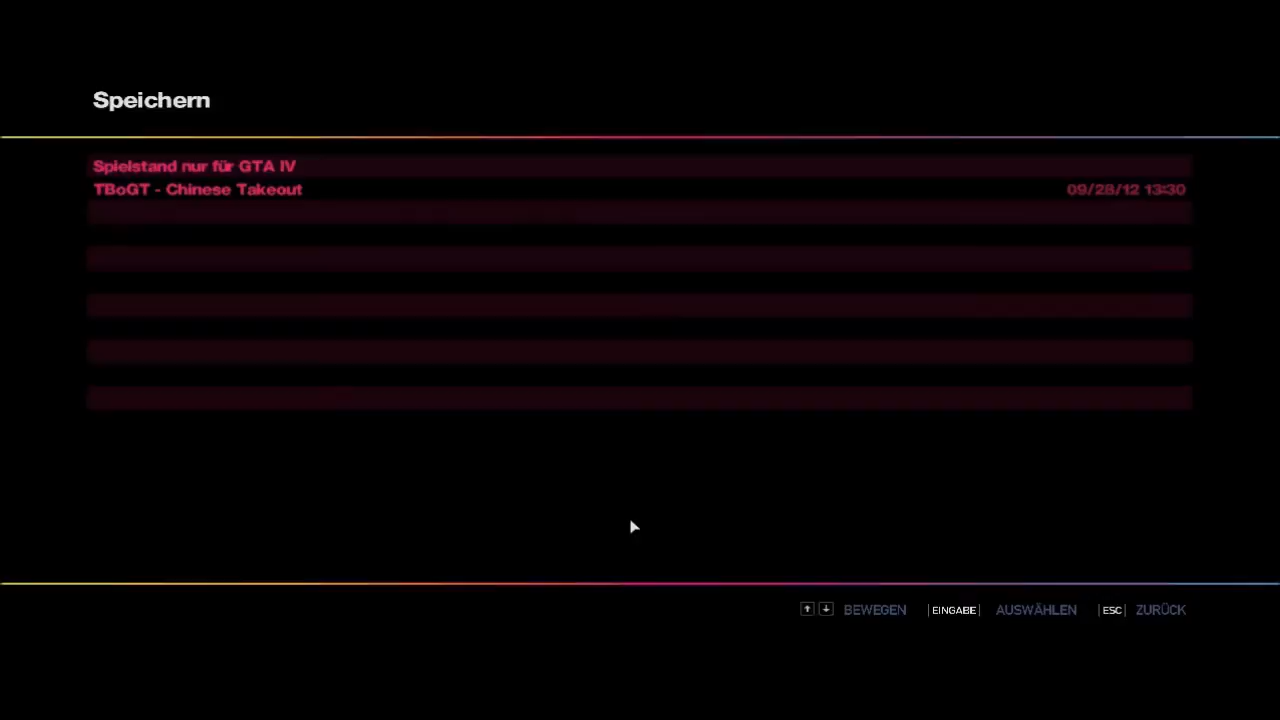 Speichern
Spielstand nur für GTA IV
TBoGT - Chinese Takeout 09/28/12 13:30
↑ ↓ BEWEGEN EINGABE AUSWÄHLEN ESC ZURÜCK